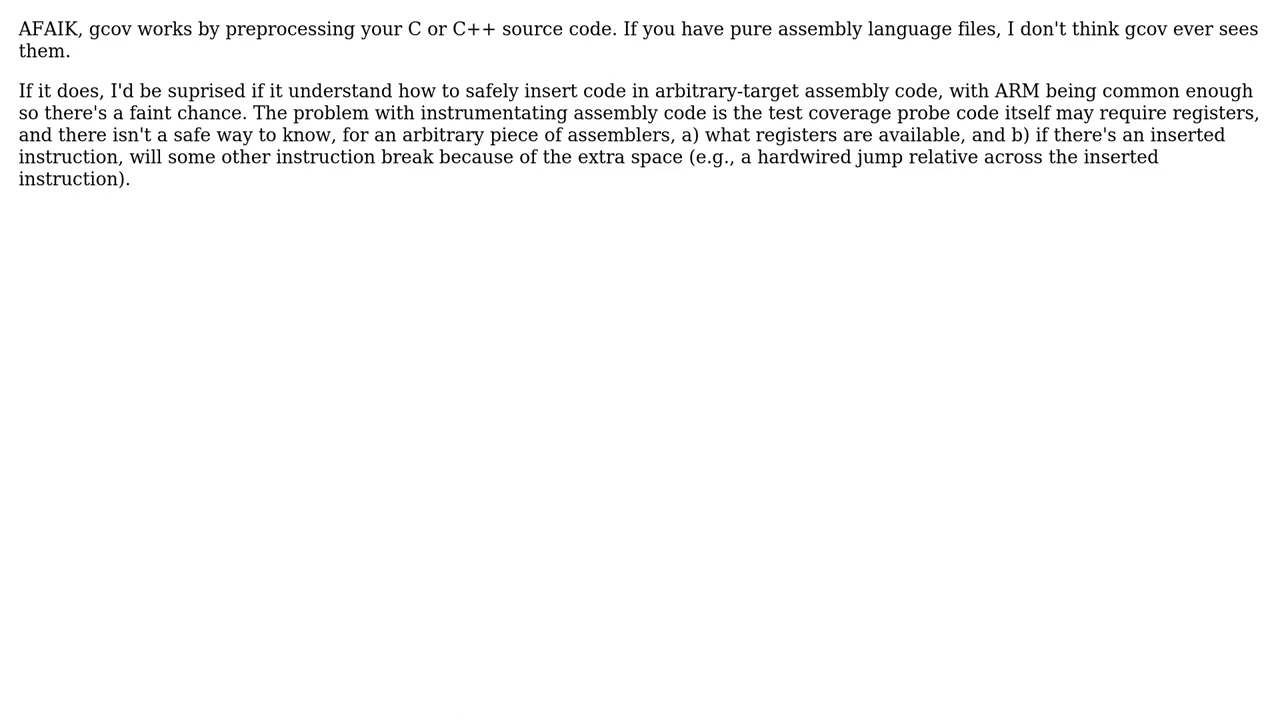 AFAIK, gcov works by preprocessing your C or C++ source code. If you have pure assembly language files, I don't think gcov ever sees
them.
If it does, I'd be suprised if it understand how to safely insert code in arbitrary-target assembly code, with ARM being common enough
so there's a faint chance. The problem with instrumentating assembly code is the test coverage probe code itself may require registers,
and there isn't a safe way to know, for an arbitrary piece of assemblers, a) what registers are available, and b) if there's an inserted
instruction, will some other instruction break because of the extra space (e.g., a hardwired jump relative across the inserted
instruction).